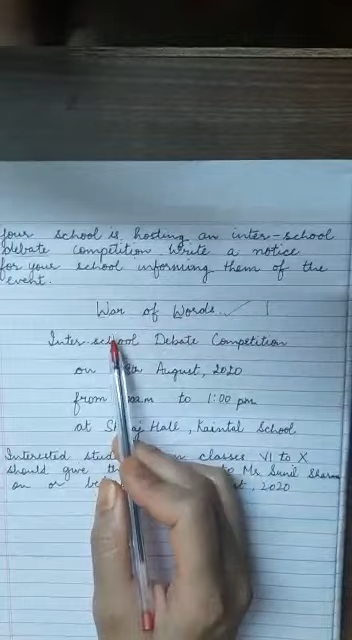 Your school is hosting an inter-school
debate competition Write a notice
for your school informing them of the
event.
War of Words.
Inter-school Debate Competition
on August, 2020
from to 1:00 pm
at Hall, Kaintal School
Interested classes VI to X
should give to Mr Sunil Sharma
on or 2020